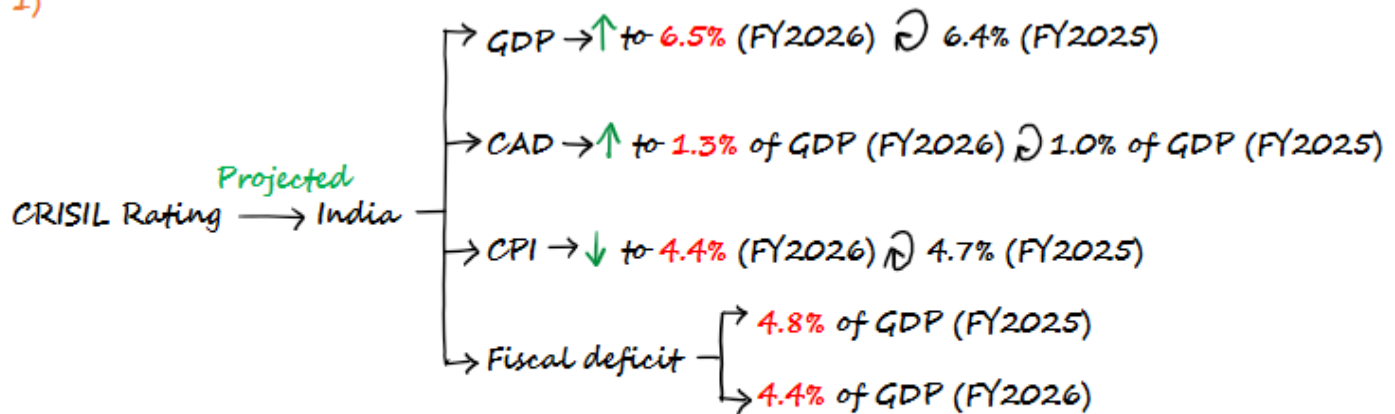 1)
GDP →↑ to 6.5% (FY2026) 6.4% (FY2025)
CAD →↑ to 1.3% of GDP (FY2026) 1.0% of GDP (FY2025)
Projected
CRISIL Rating → India
CPI →↓ to 4.4% (FY2026) 4.7% (FY2025)
4.8% of GDP (FY2025)
Fiscal deficit
4.4% of GDP (FY2026)